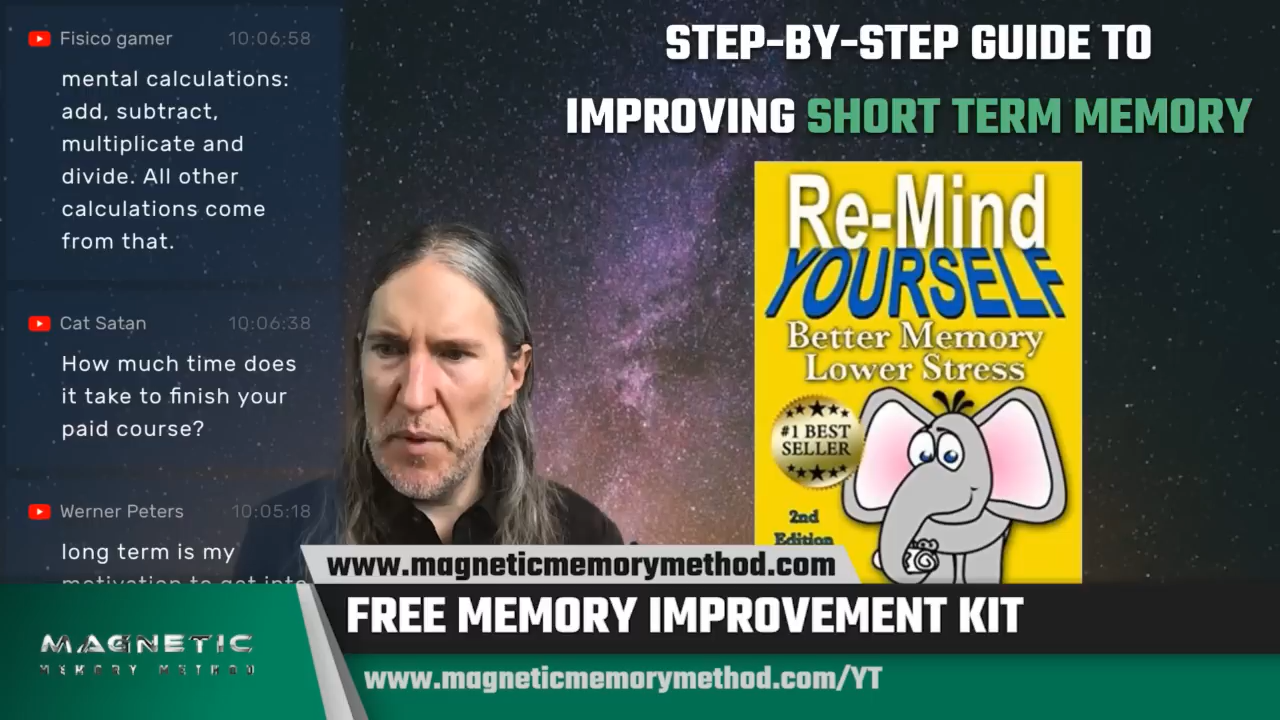 Fisico gamer 10:06:58
mental calculations:
add, subtract,
multiplicate and
divide. All other
calculations come
from that.
Cat Satan 10:06:38
How much time does
it take to finish your
paid course?
Werner Peters 10:05:18
long term is my
motivation to get into
STEP-BY-STEP GUIDE TO
IMPROVING SHORT TERM MEMORY
Re-Mind
YOURSELF
Better Memory
Lower Stress
#1 BEST
SELLER
2nd
Edition
www.magneticmemorymethod.com
FREE MEMORY IMPROVEMENT KIT
MAGNETIC
MEMORY METHOD
www.magneticmemorymethod.com/YT